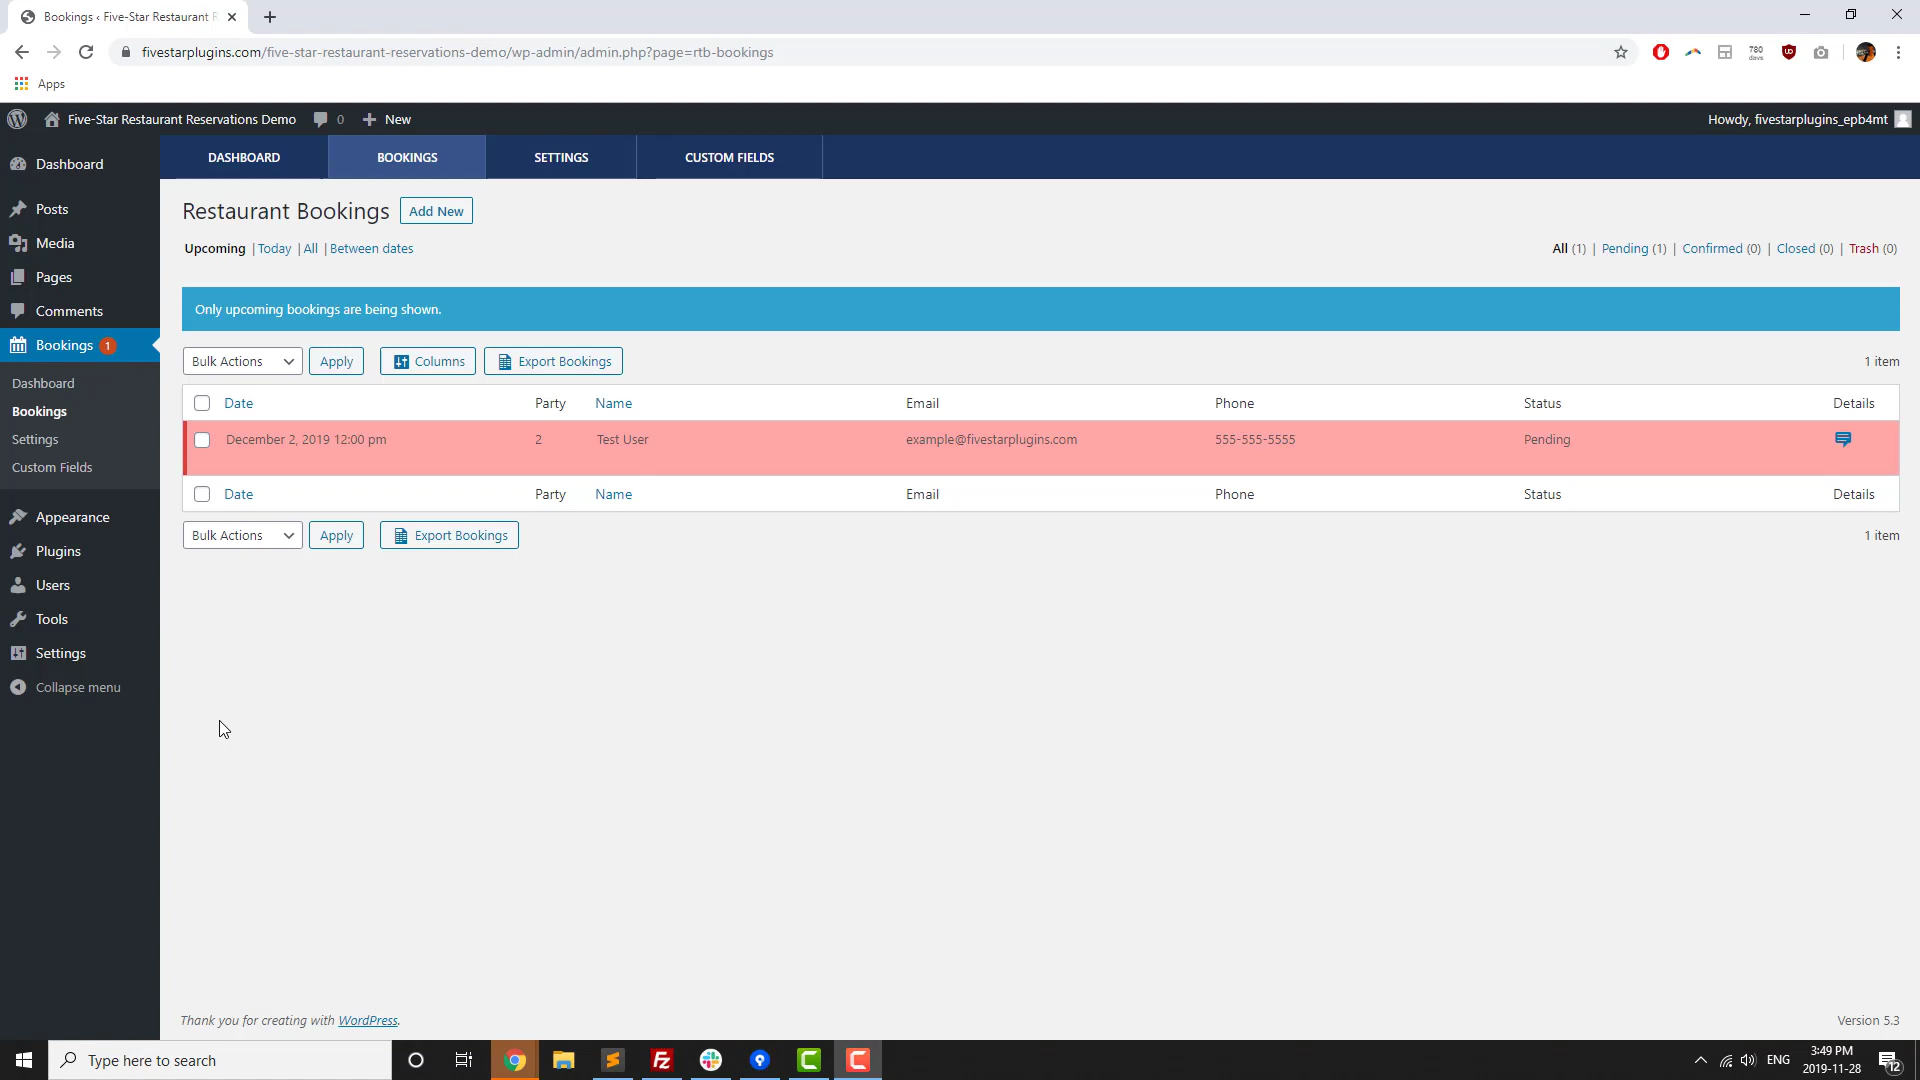 Bookings ‹ Five-Star Restaurant R
fivestarplugins.com/five-star-restaurant-reservations-demo/wp-admin/admin.php?page=rtb-bookings
780
days
Apps
Five-Star Restaurant Reservations Demo
0
New
Howdy, fivestarplugins_epb4mt
Dashboard
Posts
Media
Pages
Comments
Bookings 1
Dashboard
Bookings
Settings
Custom Fields
Appearance
Plugins
Users
Tools
Settings
Collapse menu
DASHBOARD BOOKINGS SETTINGS CUSTOM FIELDS
Restaurant Bookings Add New
Upcoming | Today | All | Between dates
All (1) | Pending (1) | Confirmed (0) | Closed (0) | Trash (0)
Only upcoming bookings are being shown.
Bulk Actions Apply Columns Export Bookings 1 item
Date Party Name Email Phone Status Details
December 2, 2019 12:00 pm 2 Test User example@fivestarplugins.com 555-555-5555 Pending
Date Party Name Email Phone Status Details
Bulk Actions Apply Export Bookings 1 item
Thank you for creating with WordPress.
Version 5.3
Type here to search
ENG
3:49 PM
2019-11-28
12